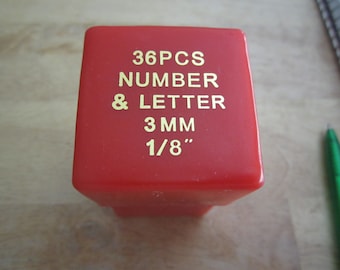 36PCS
NUMBER
& LETTER
3MM
1/8"